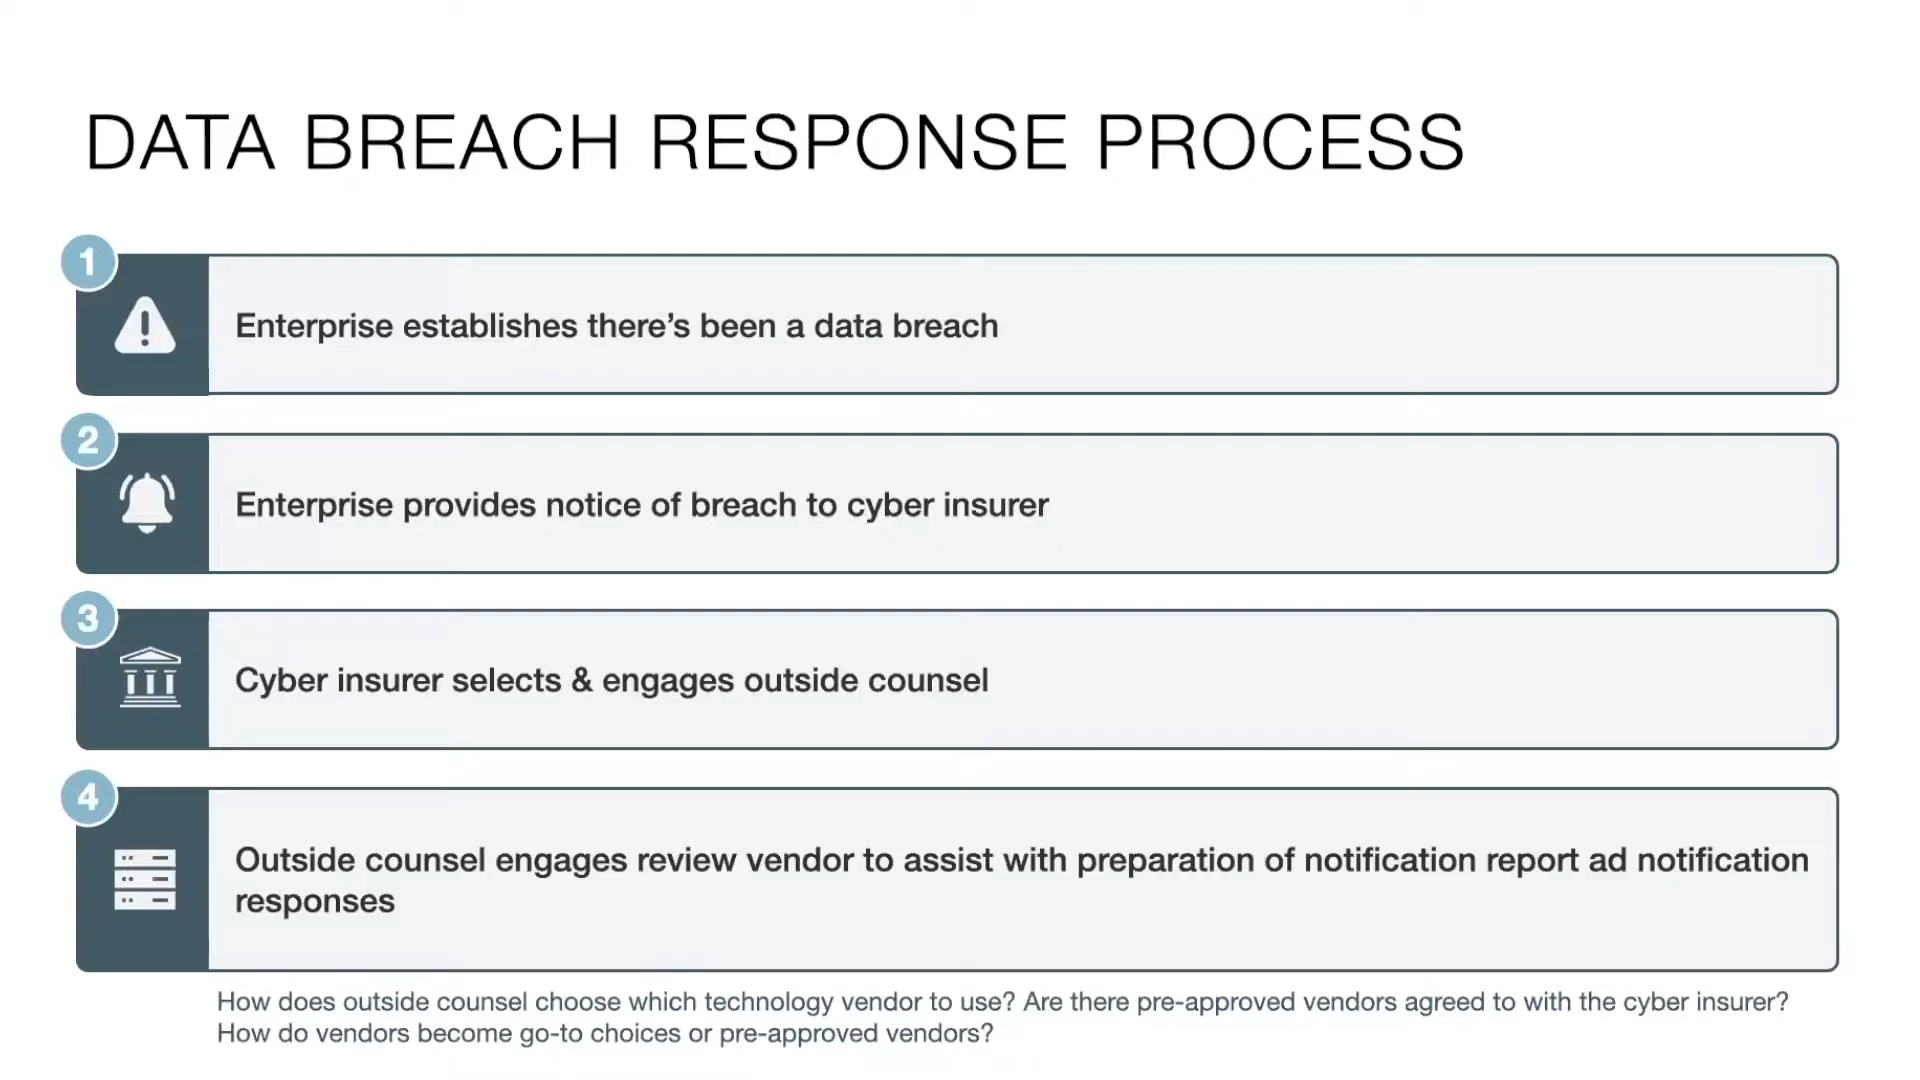 DATA BREACH RESPONSE PROCESS
1
Enterprise establishes there’s been a data breach
2
Enterprise provides notice of breach to cyber insurer
3
Cyber insurer selects & engages outside counsel
4
Outside counsel engages review vendor to assist with preparation of notification report ad notification
responses
How does outside counsel choose which technology vendor to use? Are there pre-approved vendors agreed to with the cyber insurer?
How do vendors become go-to choices or pre-approved vendors?